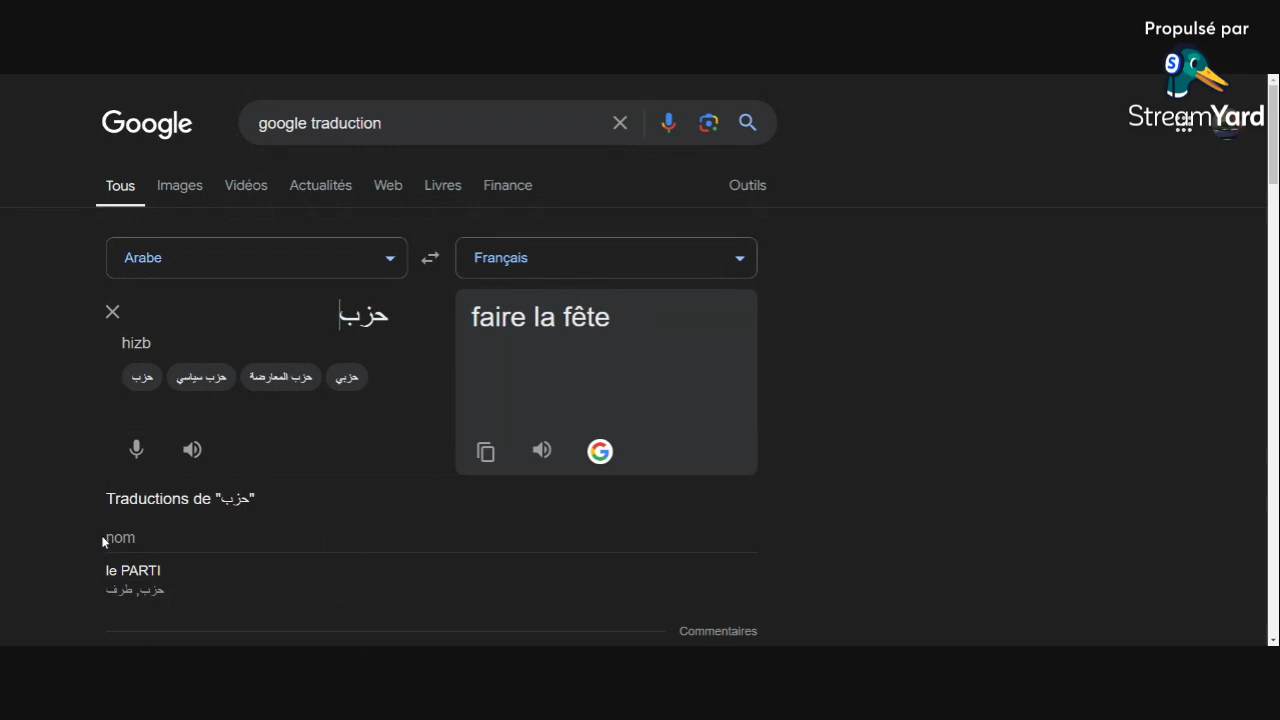 Propulsé par
StreamYard
Google
google traduction
Tous Images Vidéos Actualités Web Livres Finance Outils
Arabe Français
حزب
faire la fête
hizb
حزب حزب سياسي حزب المعارضة حزبي
Traductions de "حزب"
nom
le PARTI
حزب, طرف
Commentaires